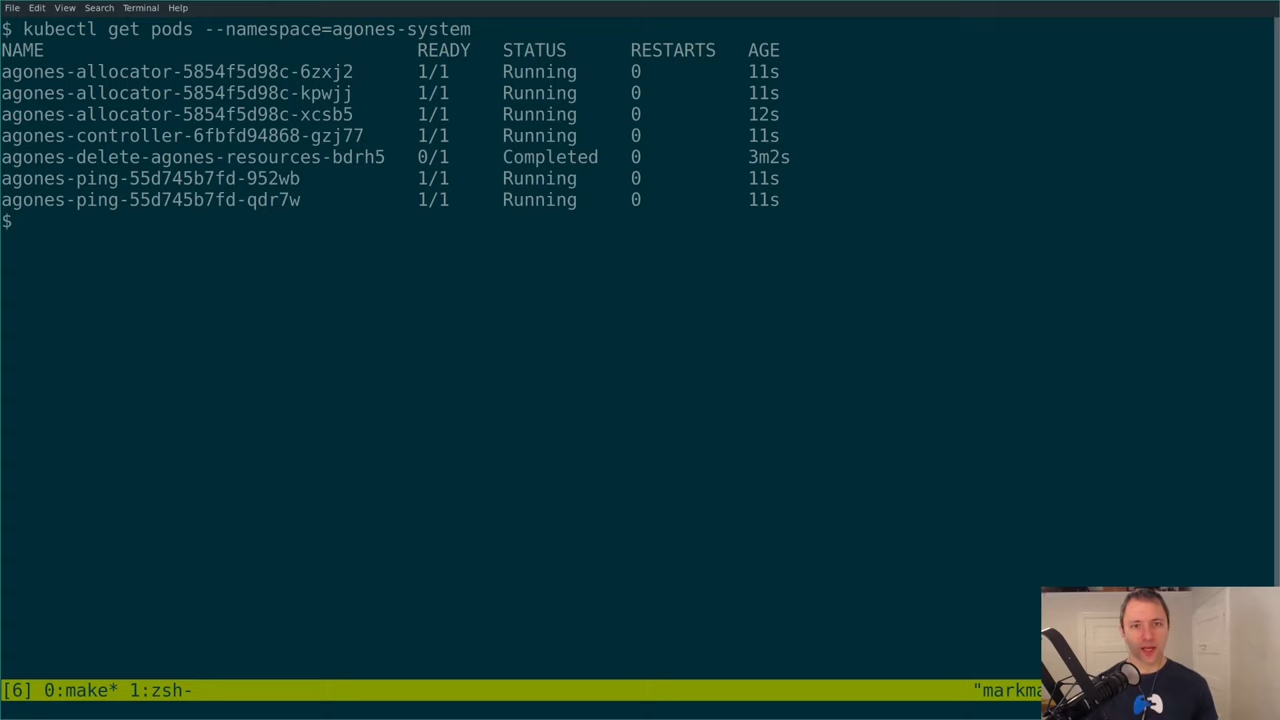 File Edit View Search Terminal Help
$ kubectl get pods --namespace=agones-system
NAME READY STATUS RESTARTS AGE
agones-allocator-5854f5d98c-6zxj2 1/1 Running 0 11s
agones-allocator-5854f5d98c-kpwjj 1/1 Running 0 11s
agones-allocator-5854f5d98c-xcsb5 1/1 Running 0 12s
agones-controller-6fbfd94868-gzj77 1/1 Running 0 11s
agones-delete-agones-resources-bdrh5 0/1 Completed 0 3m2s
agones-ping-55d745b7fd-952wb 1/1 Running 0 11s
agones-ping-55d745b7fd-qdr7w 1/1 Running 0 11s
$
[6] 0:make* 1:zsh- "markma